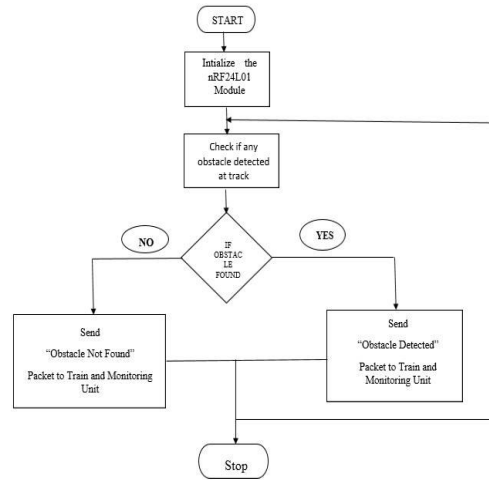 START
Intialize the
nRF24L01
Module
Check if any
obstacle detected
at track
NO
YES
IF
OBSTAC
LE
FOUND
Send
“Obstacle Not Found”
Packet to Train and Monitoring
Unit
Send
“Obstacle Detected”
Packet to Train and
Monitoring Unit
Stop